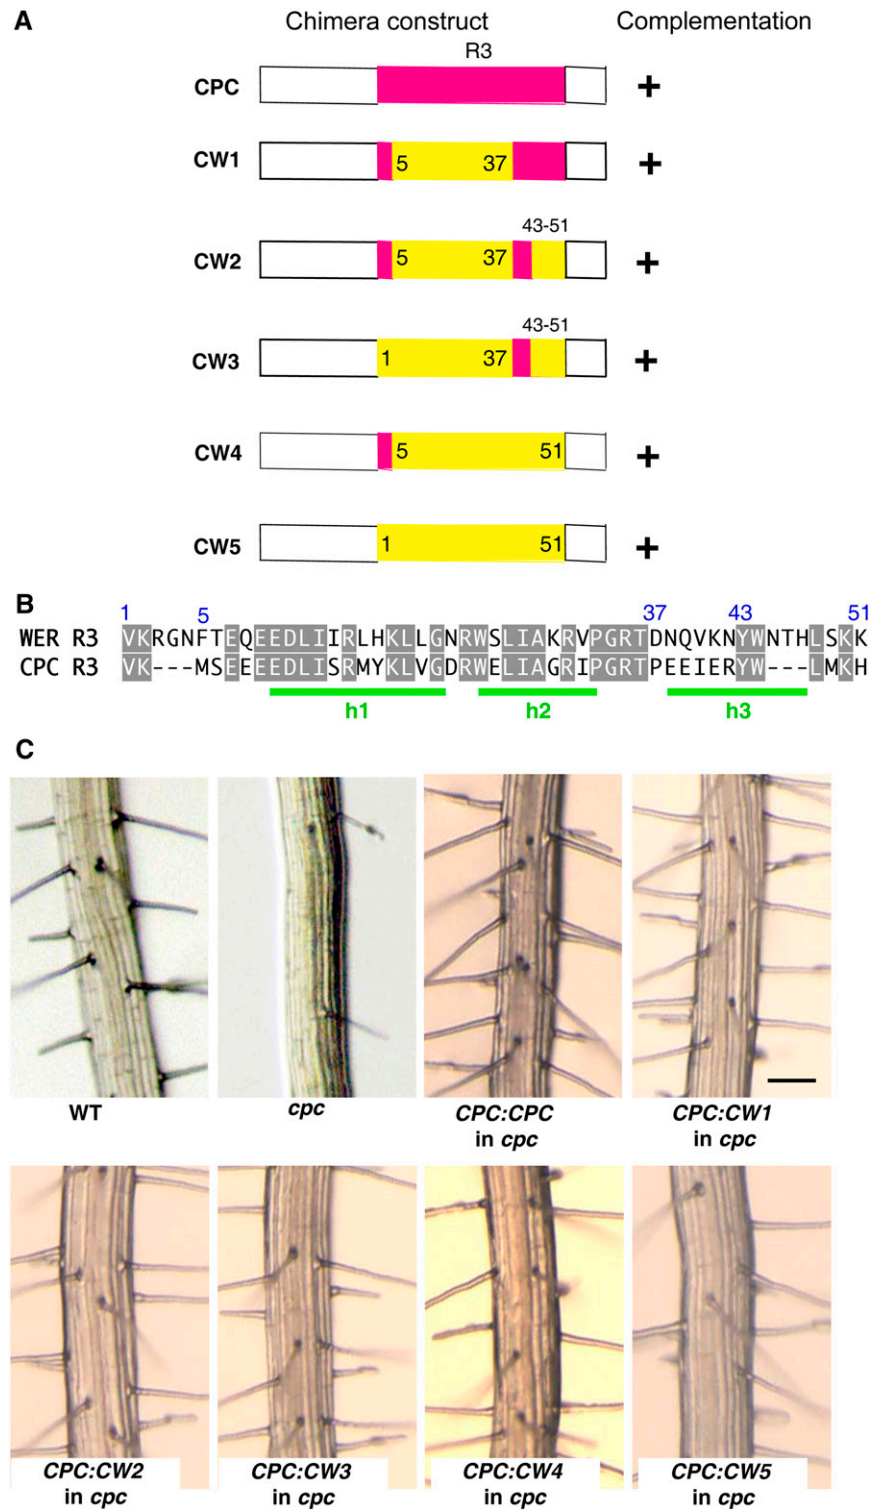 A
Chimera construct Complementation
R3
CPC +
CW1 5 37 +
43-51
CW2 5 37 +
43-51
CW3 1 37 +
CW4 5 51 +
CW5 1 51 +
B
1 5 37 43 51
WER R3 VKRGNFTEQEEDLIIRLHKLLGNRWSLIAKRVPGRTDNQVKNYWNTHLSKK
CPC R3 VK---MSEEEEDLISRMYKLVGDRWELIAGRIPGRTPEEIERYW---LMKH
h1 h2 h3
C
WT cpc CPC:CPC CPC:CW1
in cpc in cpc
CPC:CW2 CPC:CW3 CPC:CW4 CPC:CW5
in cpc in cpc in cpc in cpc